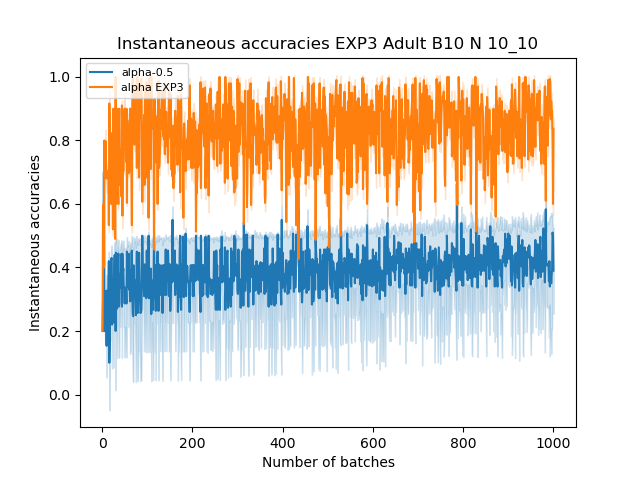 Instantaneous accuracies EXP3 Adult B10 N 10_10
alpha-0.5
alpha EXP3
1.0
0.8
0.6
0.4
0.2
0.0
Instantaneous accuracies
0 200 400 600 800 1000
Number of batches